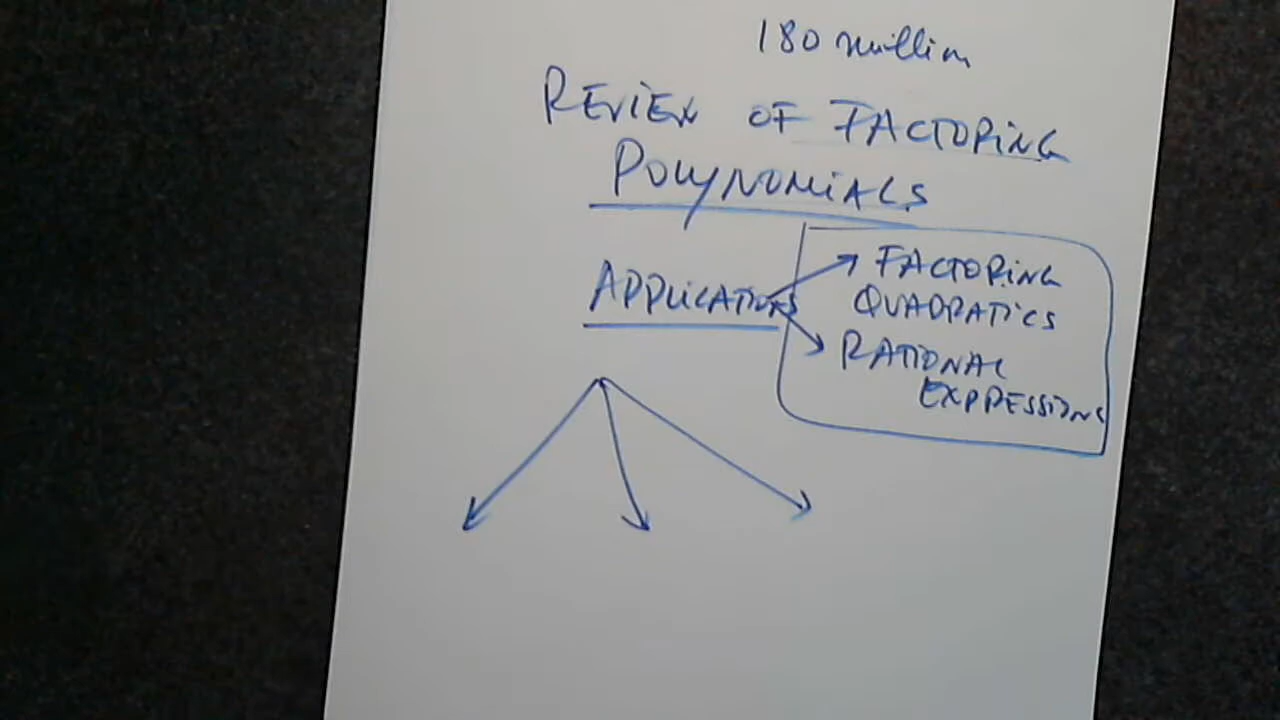 180 million
REVIEW OF FACTORING
POLYNOMIALS
APPLICATIONS
FACTORING
QUADRATICS
RATIONAL
EXPRESSIONS